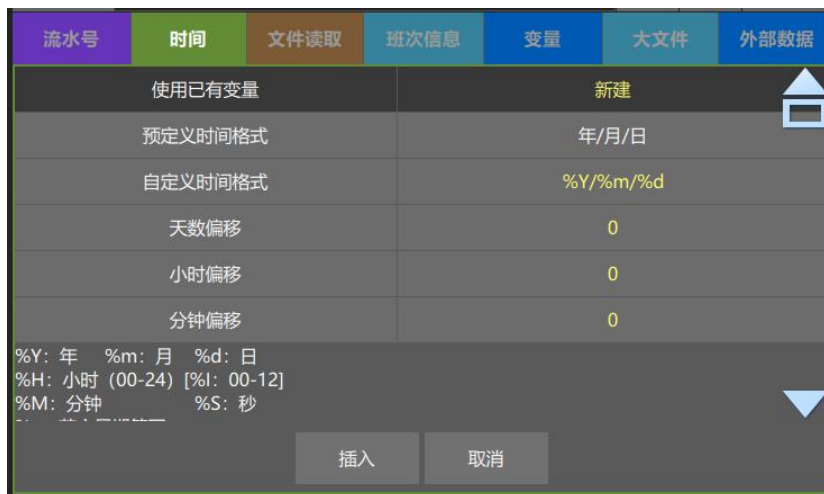 流水号 时间 文件读取 班次信息 变量 大文件 外部数据
使用已有变量 新建
预定义时间格式 年/月/日
自定义时间格式 %Y/%m/%d
天数偏移 0
小时偏移 0
分钟偏移 0
%Y: 年 %m: 月 %d: 日
%H: 小时 (00-24) [%I: 00-12]
%M: 分钟 %S: 秒
插入 取消